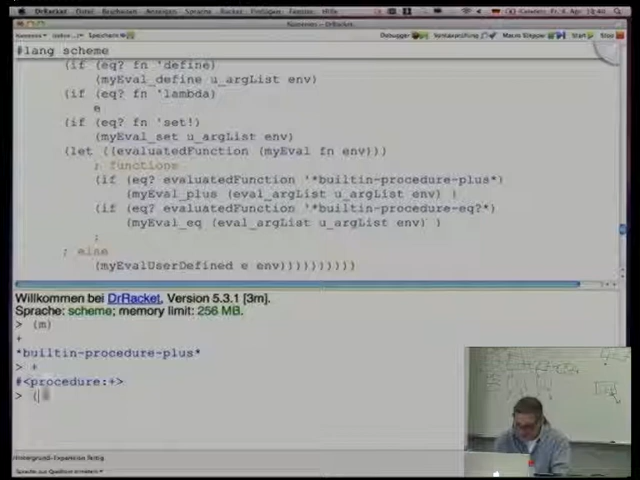 DrRacket Datei Bearbeiten
#lang scheme
(if (eq? fn 'define)
(myEval_define u_argList env)
(if (eq? fn 'lambda)
e
(if (eq? fn 'set!)
(myEval_set u_argList env)
(let ((evaluatedFunction (myEval fn env)))
; functions
(if (eq? evaluatedFunction '*builtin-procedure-plus*)
(myEval_plus (eval_argList u_argList env) )
(if (eq? evaluatedFunction '*builtin-procedure-eq?*)
(myEval_eq (eval_argList u_argList env) )
;
; else
(myEvalUserDefined e env))))))))))
Willkommen bei DrRacket, Version 5.3.1 [3m].
Sprache: scheme; memory limit: 256 MB.
> (m)
+
*builtin-procedure-plus*
> +
#<procedure:+>
> (